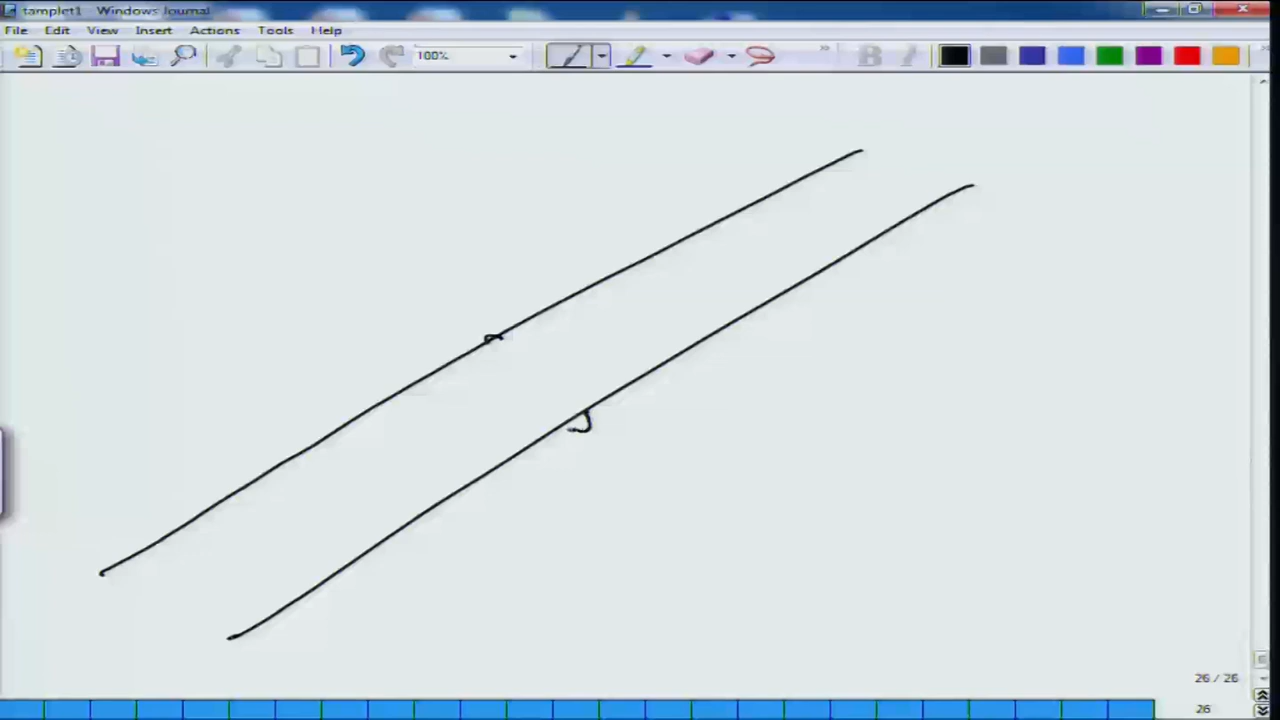 tamplet1 - Windows Journal
File Edit View Insert Actions Tools Help
100%
B I
26 / 26
26